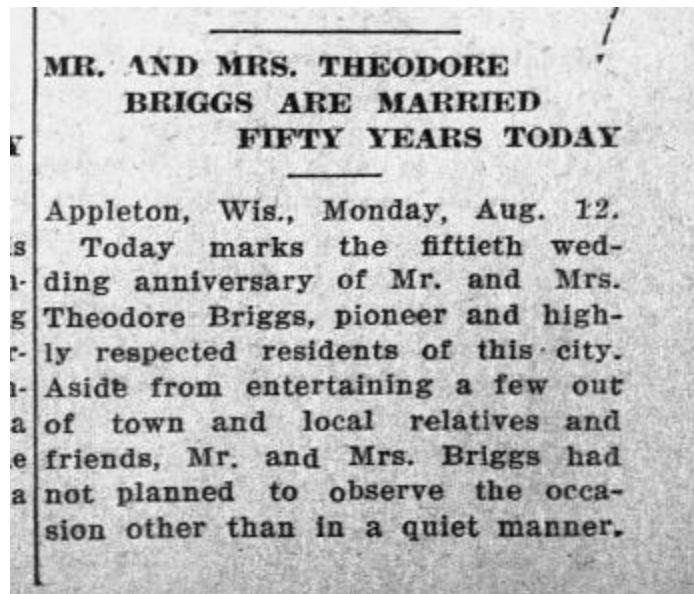 MR. AND MRS. THEODORE
BRIGGS ARE MARRIED
FIFTY YEARS TODAY
Appleton, Wis., Monday, Aug. 12.
Today marks the fiftieth wed-
ding anniversary of Mr. and Mrs.
Theodore Briggs, pioneer and high-
ly respected residents of this city.
Aside from entertaining a few out
of town and local relatives and
friends, Mr. and Mrs. Briggs had
not planned to observe the occa-
sion other than in a quiet manner.